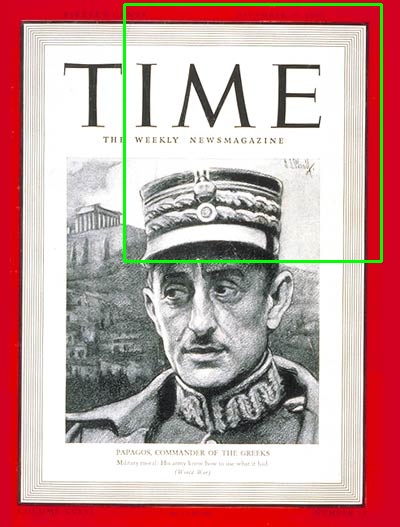 TIME
THE WEEKLY NEWSMAGAZINE
PAPAGOS, COMMANDER OF THE GREEKS
Military moral: His army knew how to use what it had.
(World War)